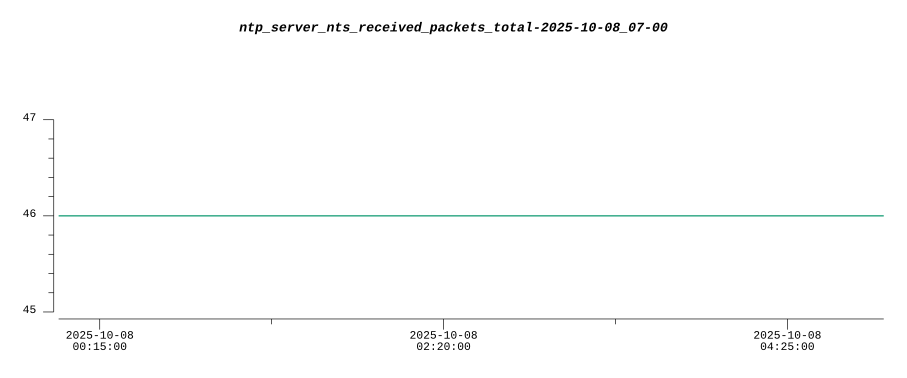 ntp_server_nts_received_packets_total-2025-10-08_07-00
47
46
45
2025-10-08 2025-10-08 2025-10-08
00:15:00 02:20:00 04:25:00